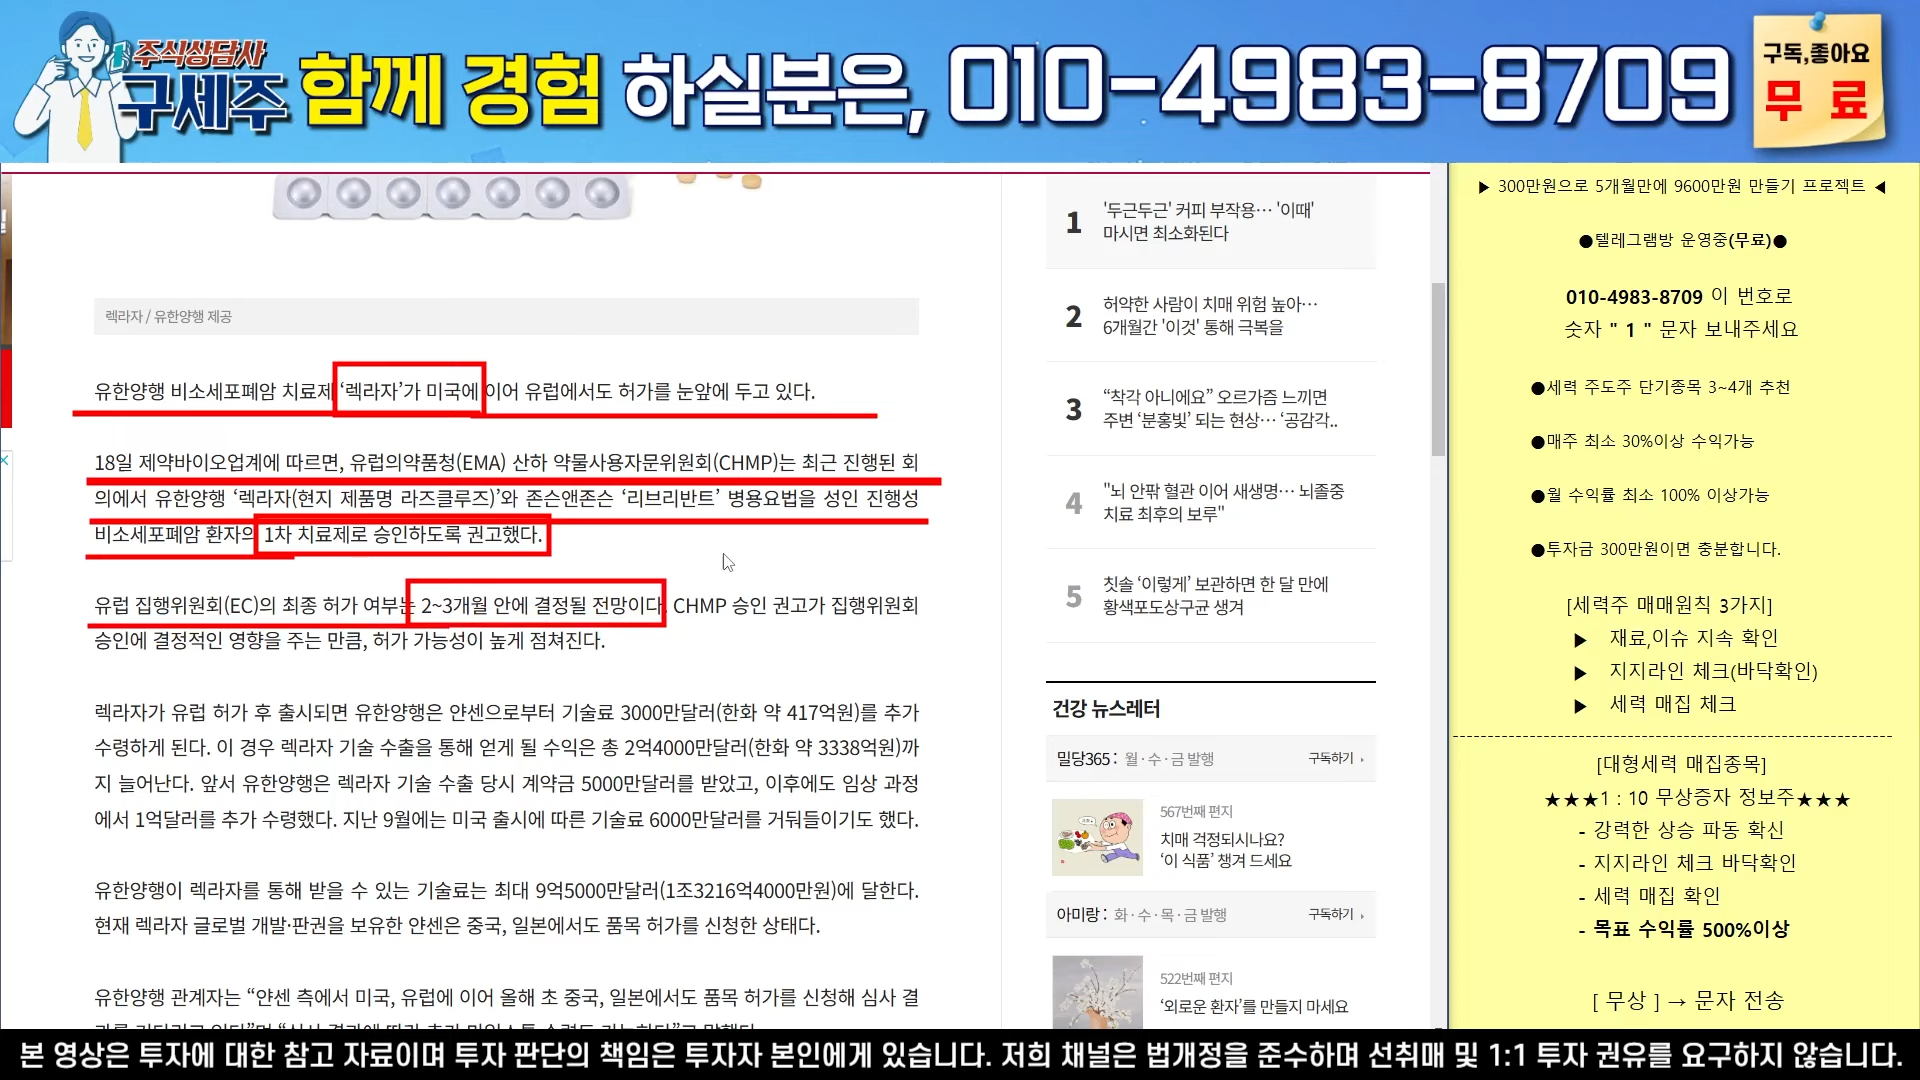 주식상담사
구세주 함께 경험 하실분은, 010-4983-8709
구독,좋아요
무 료
렉라자 / 유한양행 제공
유한양행 비소세포폐암 치료제 ‘렉라자’가 미국에 이어 유럽에서도 허가를 눈앞에 두고 있다.
18일 제약바이오업계에 따르면, 유럽의약품청(EMA) 산하 약물사용자문위원회(CHMP)는 최근 진행된 회
의에서 유한양행 ‘렉라자(현지 제품명 라즈클루즈)’와 존슨앤존슨 ‘리브리반트’ 병용요법을 성인 진행성
비소세포폐암 환자의 1차 치료제로 승인하도록 권고했다.
유럽 집행위원회(EC)의 최종 허가 여부는 2~3개월 안에 결정될 전망이다. CHMP 승인 권고가 집행위원회
승인에 결정적인 영향을 주는 만큼, 허가 가능성이 높게 점쳐진다.
렉라자가 유럽 허가 후 출시되면 유한양행은 얀센으로부터 기술료 3000만달러(한화 약 417억원)를 추가
수령하게 된다. 이 경우 렉라자 기술 수출을 통해 얻게 될 수익은 총 2억4000만달러(한화 약 3338억원)까
지 늘어난다. 앞서 유한양행은 렉라자 기술 수출 당시 계약금 5000만달러를 받았고, 이후에도 임상 과정
에서 1억달러를 추가 수령했다. 지난 9월에는 미국 출시에 따른 기술료 6000만달러를 거둬들이기도 했다.
유한양행이 렉라자를 통해 받을 수 있는 기술료는 최대 9억5000만달러(1조3216억4000만원)에 달한다.
현재 렉라자 글로벌 개발·판권을 보유한 얀센은 중국, 일본에서도 품목 허가를 신청한 상태다.
유한양행 관계자는 “얀센 측에서 미국, 유럽에 이어 올해 초 중국, 일본에서도 품목 허가를 신청해 심사 결
1
'두근두근' 커피 부작용… '이때'
마시면 최소화된다
2
허약한 사람이 치매 위험 높아…
6개월간 '이것' 통해 극복을
3
“착각 아니에요” 오르가즘 느끼면
주변 ‘분홍빛’ 되는 현상… ‘공감각..
4
"뇌 안팎 혈관 이어 새생명… 뇌졸중
치료 최후의 보루"
5
칫솔 ‘이렇게’ 보관하면 한 달 만에
황색포도상구균 생겨
건강 뉴스레터
밀당365 : 월·수·금 발행 구독하기 ›
567번째 편지
치매 걱정되시나요?
‘이 식품’ 챙겨 드세요
아미랑 : 화·수·목·금 발행 구독하기 ›
522번째 편지
‘외로운 환자’를 만들지 마세요
▶ 300만원으로 5개월만에 9600만원 만들기 프로젝트 ◀
●텔레그램방 운영중(무료)●
010-4983-8709 이 번호로
숫자 " 1 " 문자 보내주세요
●세력 주도주 단기종목 3~4개 추천
●매주 최소 30%이상 수익가능
●월 수익률 최소 100% 이상가능
●투자금 300만원이면 충분합니다.
[세력주 매매원칙 3가지]
▶ 재료,이슈 지속 확인
▶ 지지라인 체크(바닥확인)
▶ 세력 매집 체크
[대형세력 매집종목]
★★★1 : 10 무상증자 정보주★★★
- 강력한 상승 파동 확신
- 지지라인 체크 바닥확인
- 세력 매집 확인
- 목표 수익률 500%이상
[ 무상 ] → 문자 전송
본 영상은 투자에 대한 참고 자료이며 투자 판단의 책임은 투자자 본인에게 있습니다. 저희 채널은 법개정을 준수하며 선취매 및 1:1 투자 권유를 요구하지 않습니다.